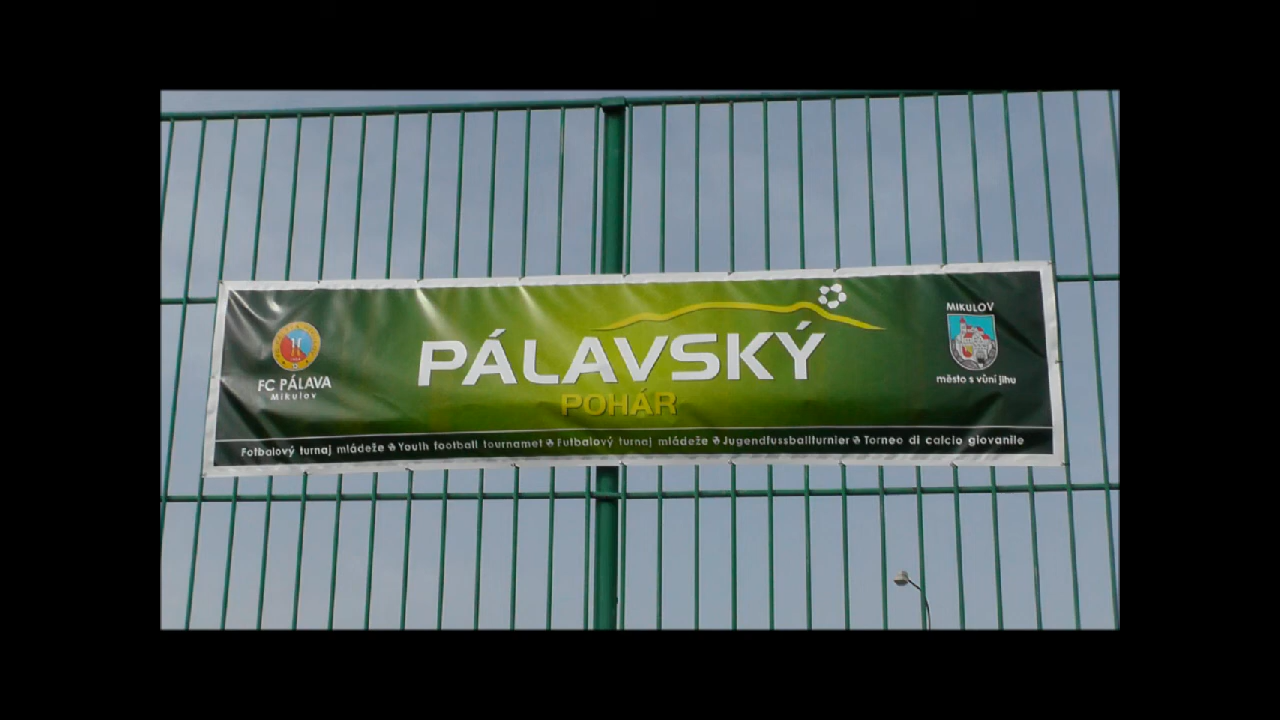 PÁLAVSKÝ
POHÁR
FC PÁLAVA
Mikulov
MIKULOV
město s vůní jihu
Fotbalový turnaj mládeže Youth football tournamet Futbalový turnaj mládeže Jugendfussballturnier Torneo di calcio giovanile